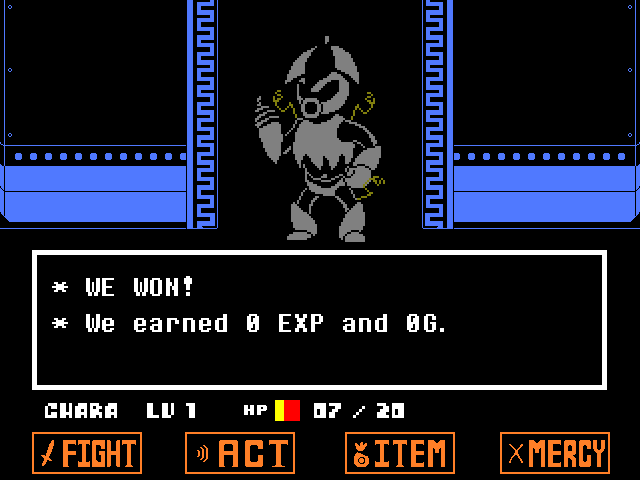 * WE WON!
* We earned 0 EXP and 0G.
CHARA LV 1 HP 07 / 20
FIGHT ACT ITEM MERCY